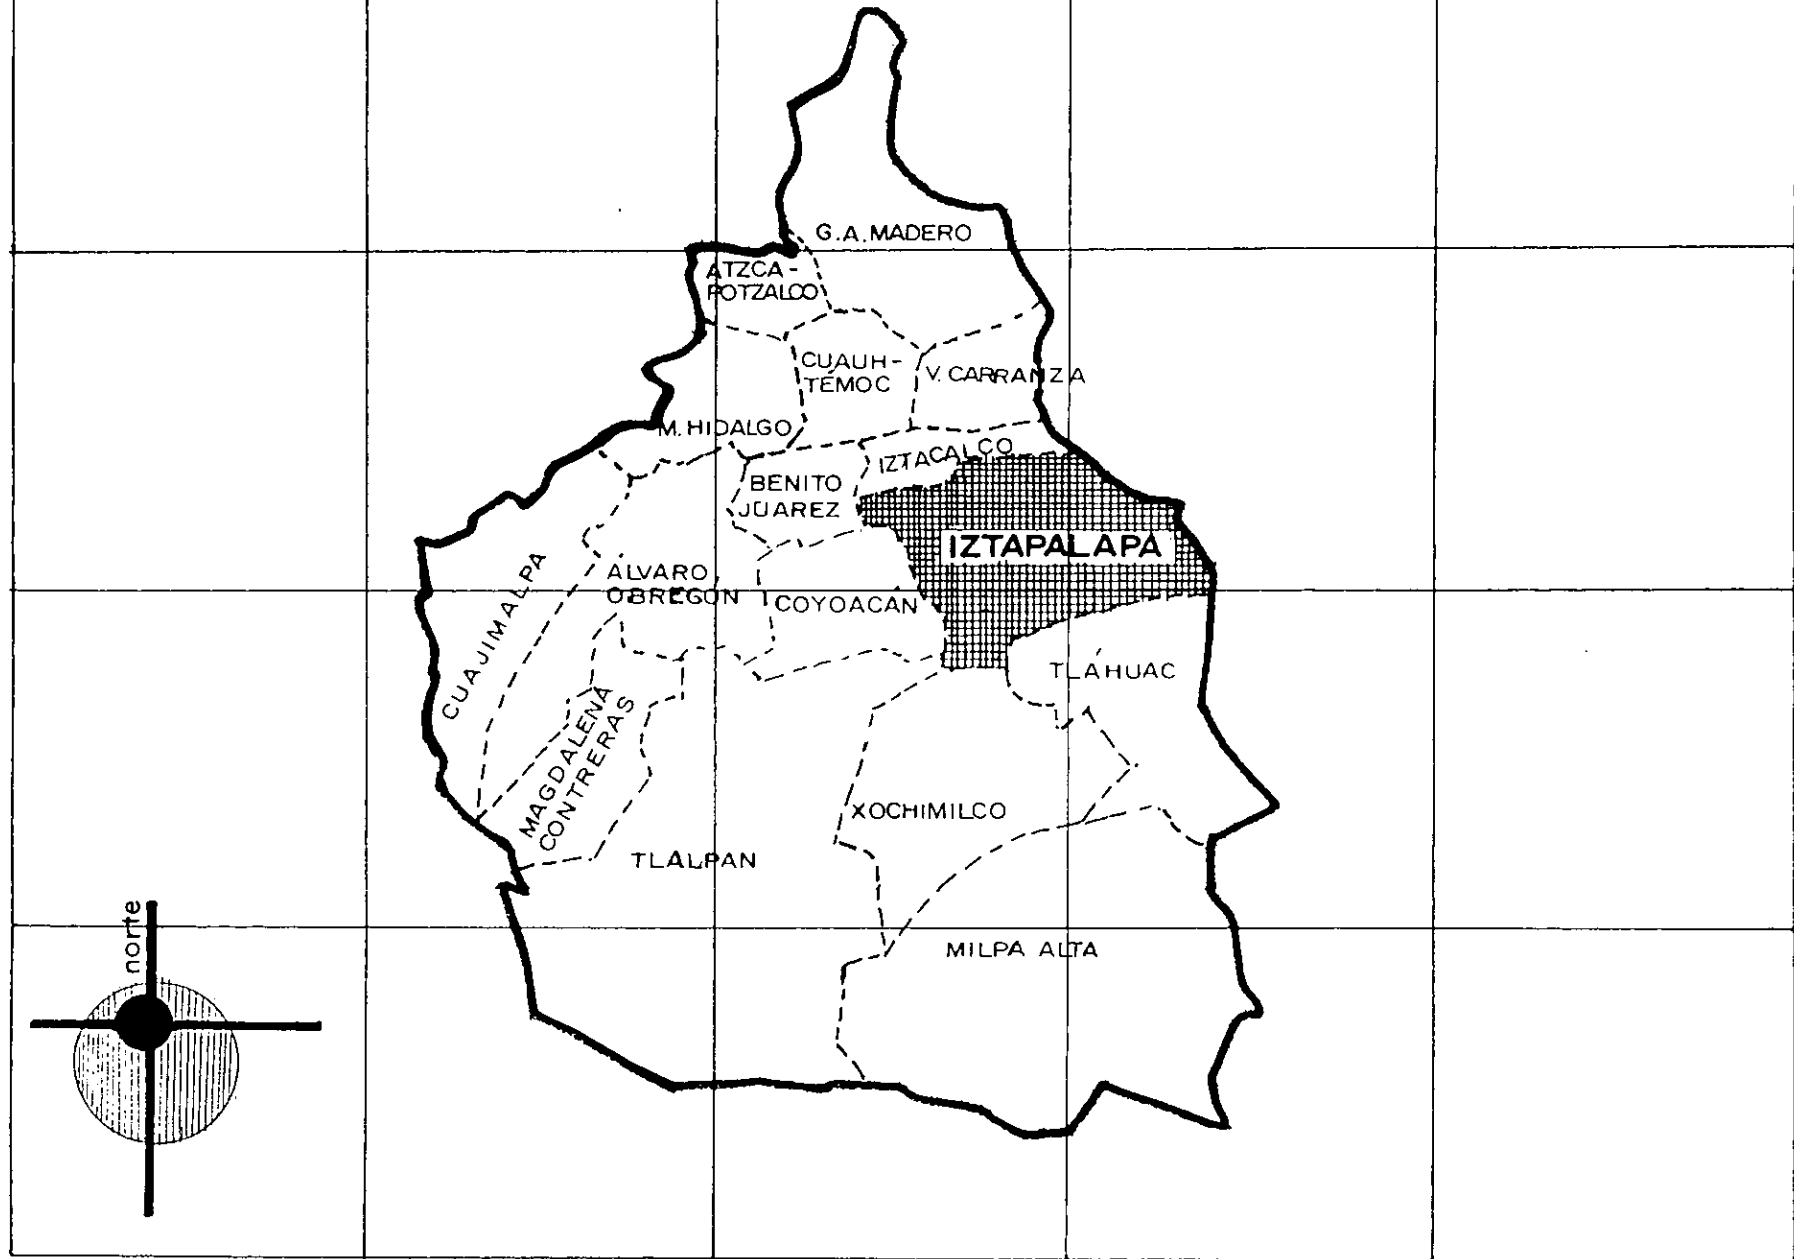 G.A. MADERO
ATZCA-
POTZALCO
CUAUH-
TEMOC
V. CARRANZA
M. HIDALGO
IZTACALCO
BENITO
JUAREZ
IZTAPALAPA
ALVARO
OBREGON
COYOACAN
CUAJIMALPA
TLÁHUAC
MAGDALENA
CONTRERAS
XOCHIMILCO
TLALPAN
MILPA ALTA
norte